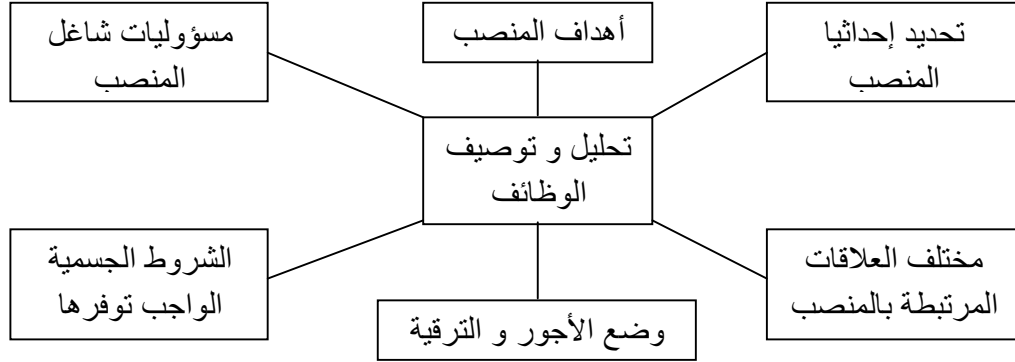 تحديد إحداثيا
المنصب
أهداف المنصب
مسؤوليات شاغل
المنصب
تحليل و توصيف
الوظائف
مختلف العلاقات
المرتبطة بالمنصب
وضع الأجور و الترقية
الشروط الجسمية
الواجب توفرها